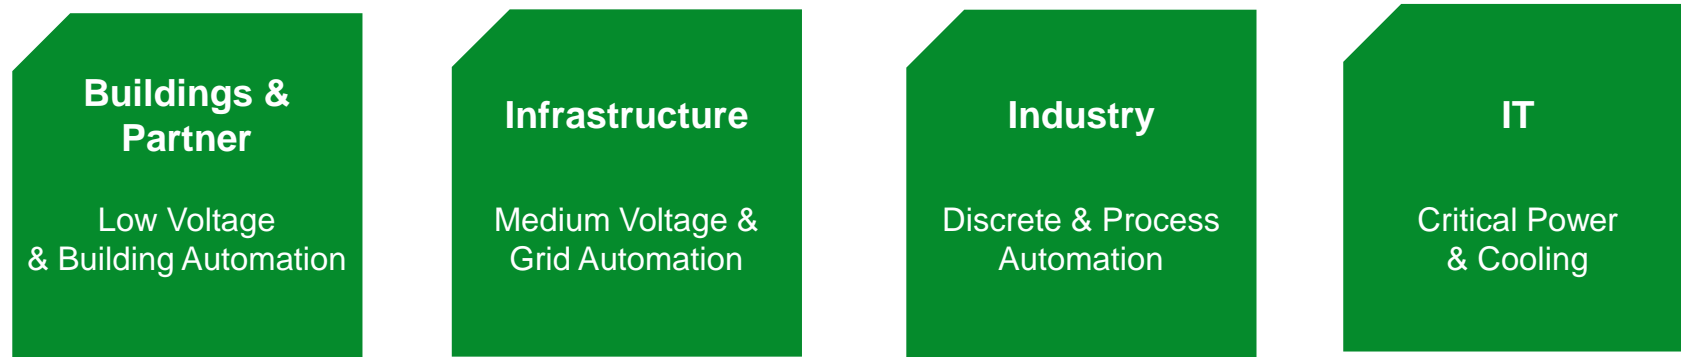 Buildings &
Partner
Low Voltage
& Building Automation
Infrastructure
Medium Voltage &
Grid Automation
Industry
Discrete & Process
Automation
IT
Critical Power
& Cooling